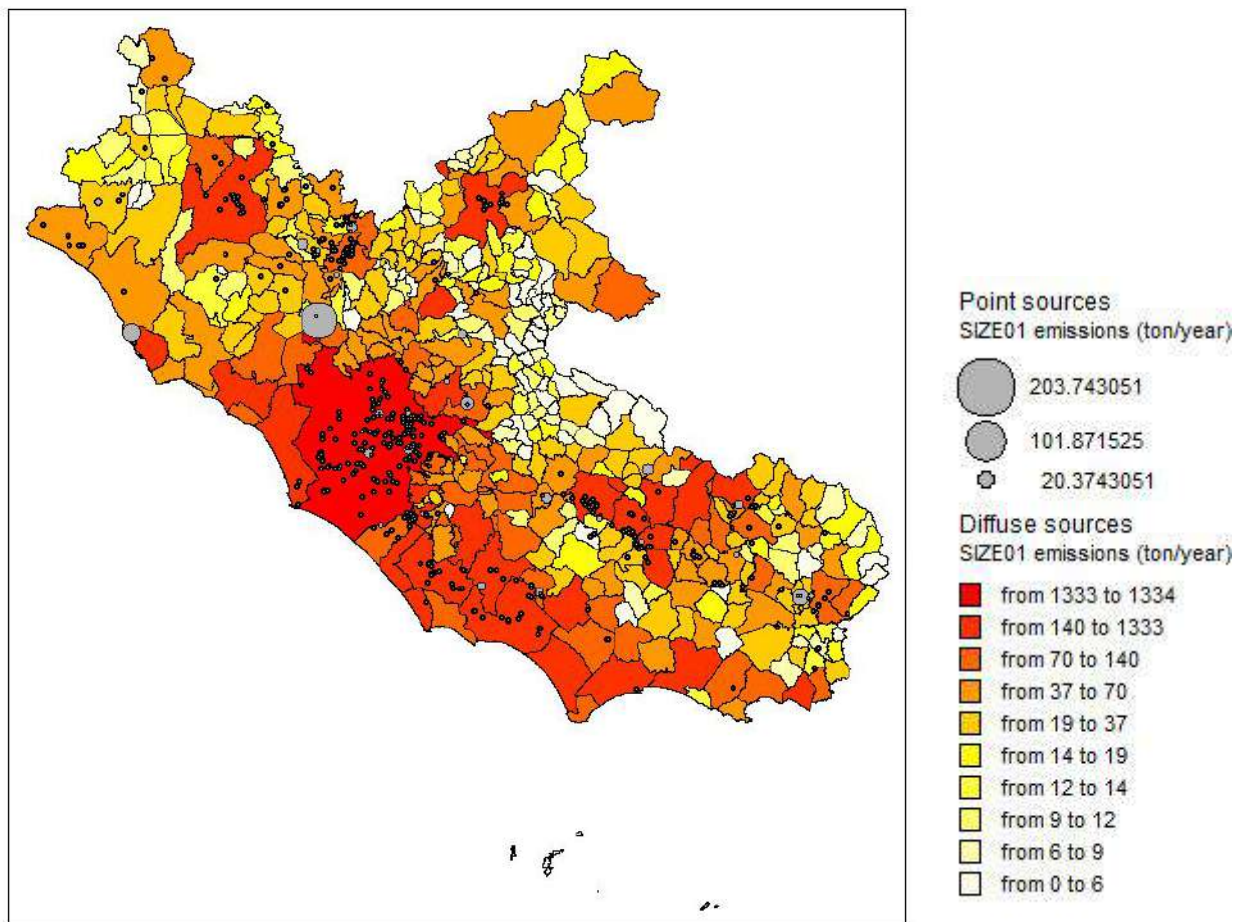 Point sources
SIZE01 emissions (ton/year)
203.743051
101.871525
20.3743051
Diffuse sources
SIZE01 emissions (ton/year)
from 1333 to 1334
from 140 to 1333
from 70 to 140
from 37 to 70
from 19 to 37
from 14 to 19
from 12 to 14
from 9 to 12
from 6 to 9
from 0 to 6